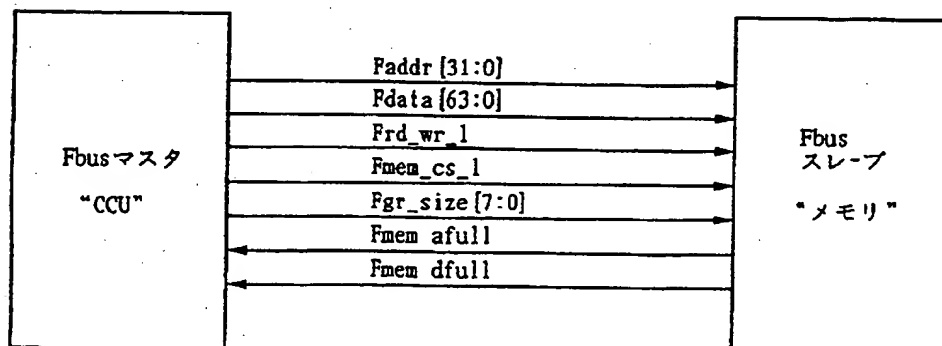 Faddr[31:0]
Fdata[63:0]
Frd_wr_l
Fmem_cs_l
Fgr_size[7:0]
Fmem afull
Fmem dfull
Fbusマスタ
“CCU”
Fbus
スレーブ
“メモリ”